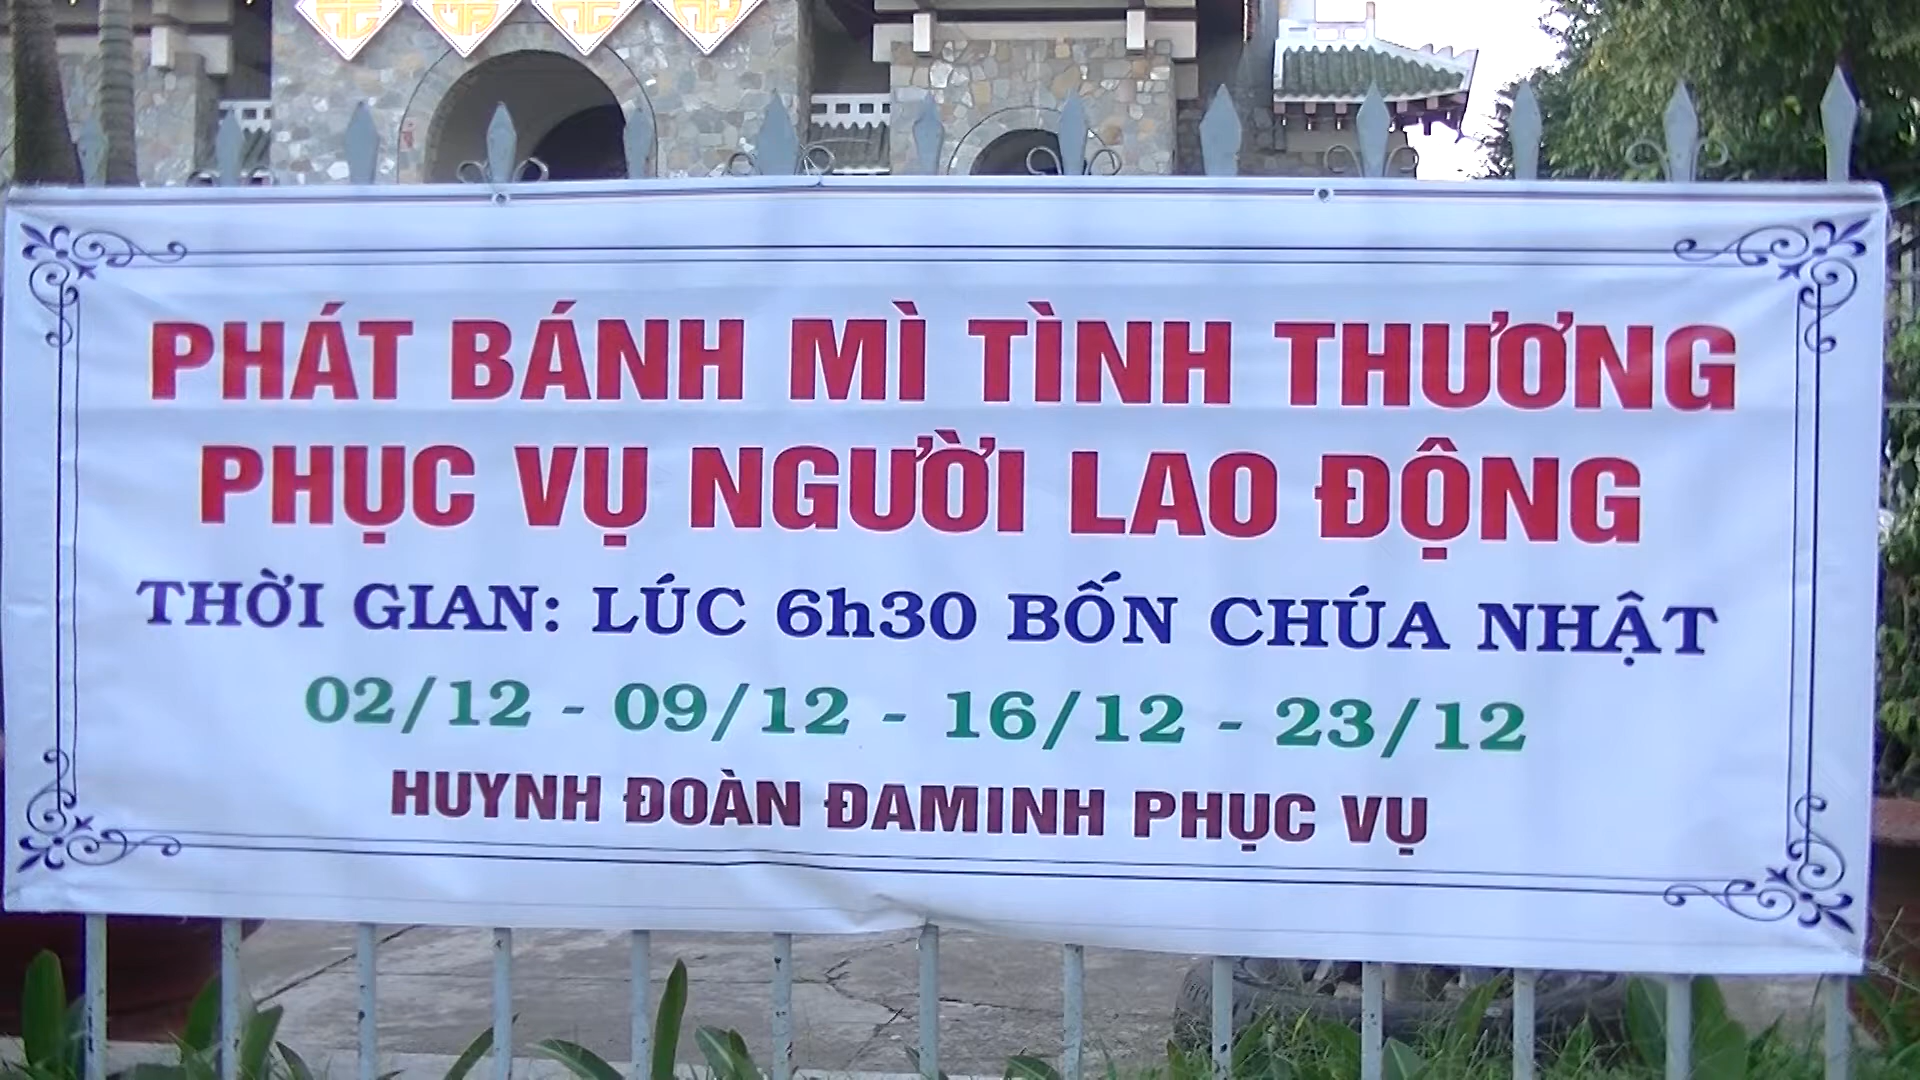 PHÁT BÁNH MÌ TÌNH THƯƠNG
PHỤC VỤ NGƯỜI LAO ĐỘNG
THỜI GIAN: LÚC 6h30 BỐN CHÚA NHẬT
02/12 - 09/12 - 16/12 - 23/12
HUYNH ĐOÀN ĐAMINH PHỤC VỤ